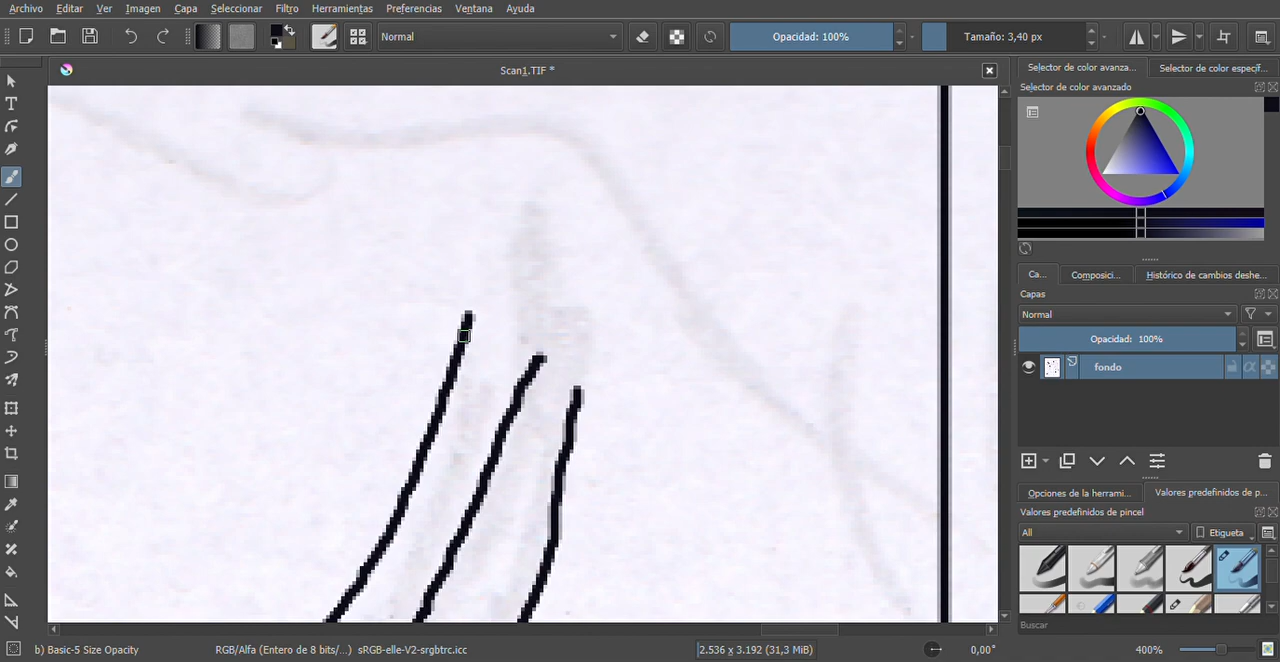 Archivo Editar Ver Imagen Capa Seleccionar Filtro Herramientas Preferencias Ventana Ayuda
Normal Opacidad: 100% Tamaño: 3,40 px
Scan1.TIF *
Selector de color avanza... Selector de color específ...
Selector de color avanzado
Ca... Composici... Histórico de cambios deshe...
Capas
Normal
Opacidad: 100%
fondo
Opciones de la herrami... Valores predefinidos de p...
Valores predefinidos de pincel
All Etiqueta
Buscar
b) Basic-5 Size Opacity RGB/Alfa (Entero de 8 bits/...) sRGB-elle-V2-srgbtrc.icc 2.536 x 3.192 (31,3 MiB) 0,00° 400%